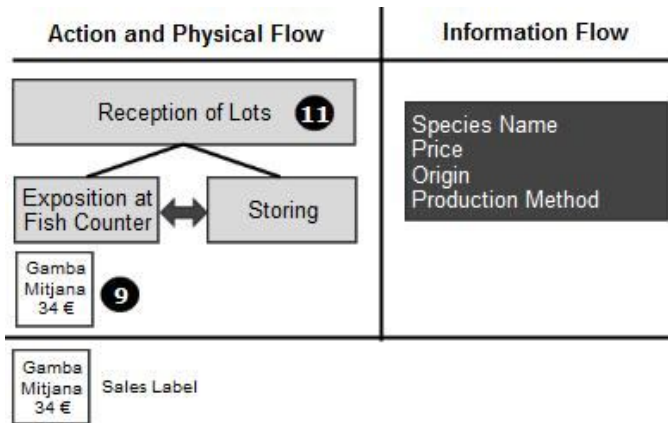 Action and Physical Flow
Information Flow
Reception of Lots 11
Species Name
Price
Origin
Production Method
Exposition at
Fish Counter
Storing
Gamba
Mitjana
34 €
9
Gamba
Mitjana
34 €
Sales Label